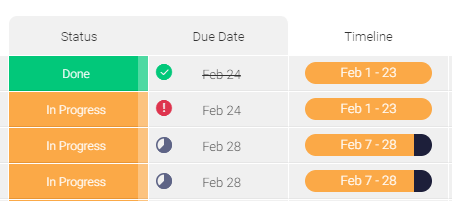 Status Due Date Timeline
Done Feb 24 Feb 1 - 23
In Progress Feb 24 Feb 1 - 23
In Progress Feb 28 Feb 7 - 28
In Progress Feb 28 Feb 7 - 28